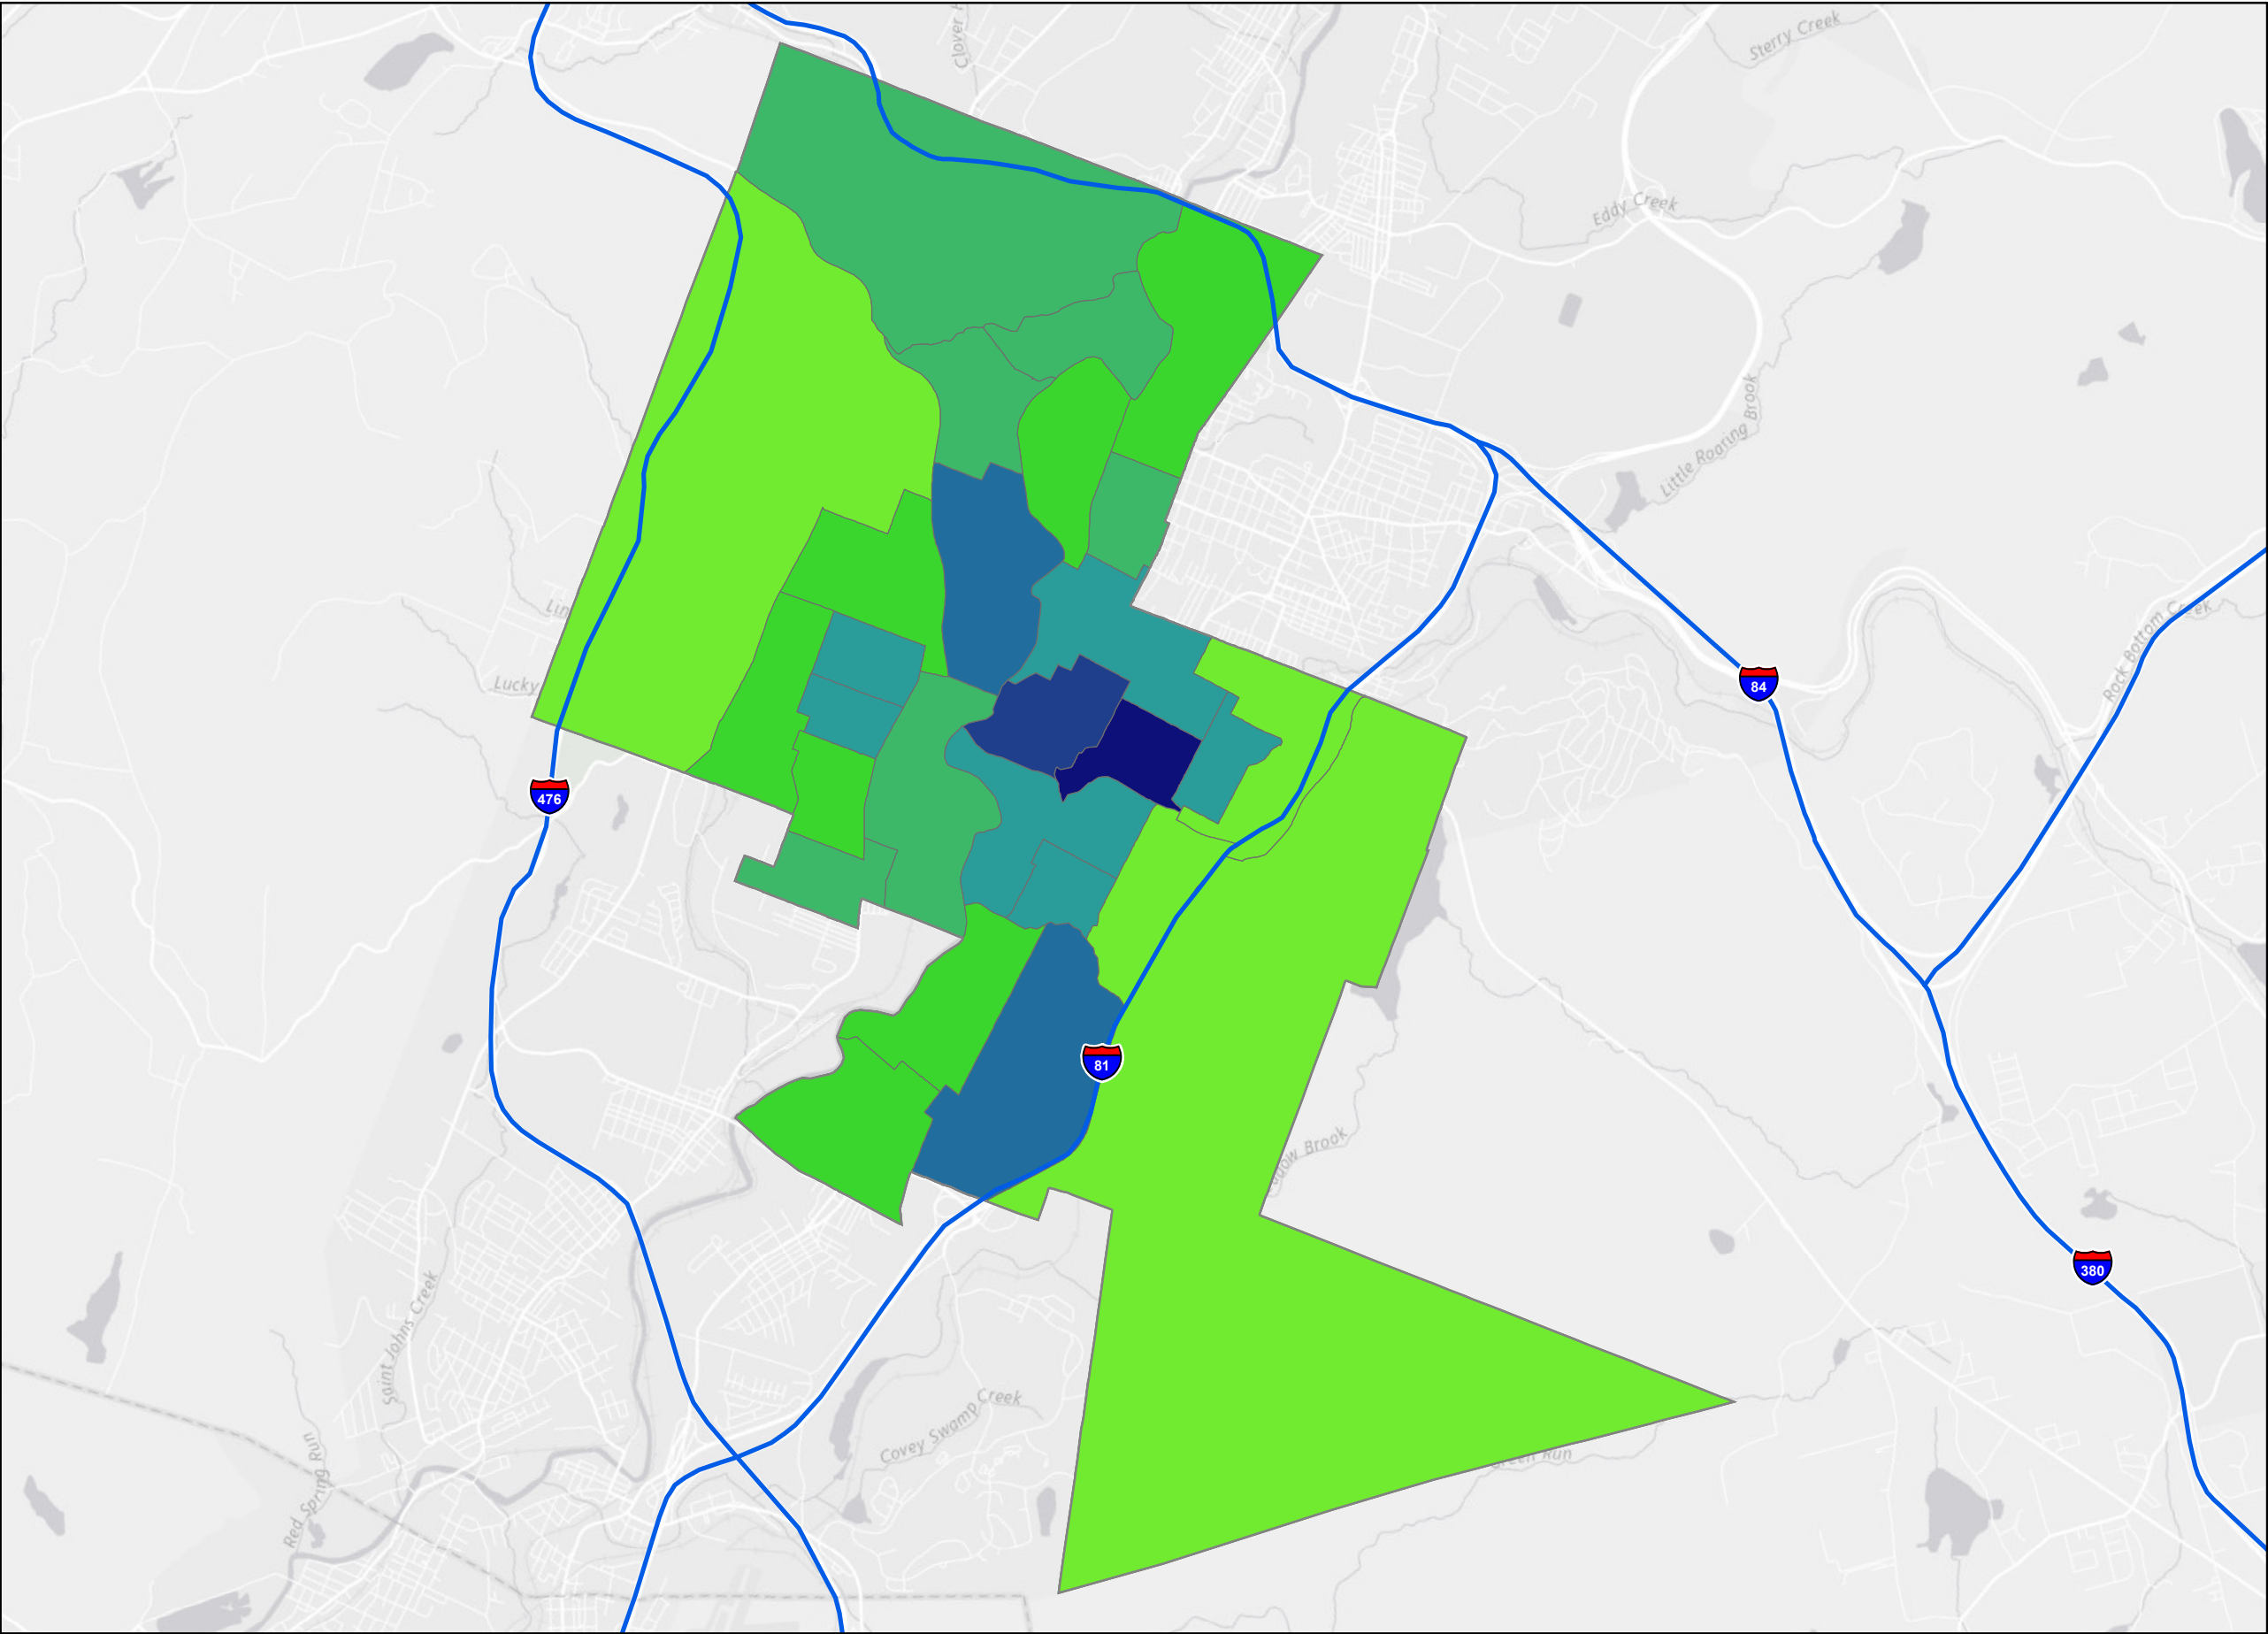 Clover
Sterry Creek
Eddy Creek
Little Roaring Brook
Lin
Lucky
84
Rock Bottom Creek
476
81
380
Saint Johns Creek
Covey Swamp Creek
Red Spring Run
Run